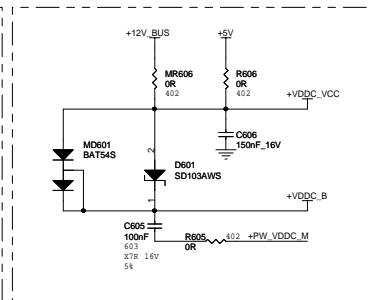 +12V_BUS
+5V
MR606
0R
402
R606
0R
402
+VDDC_VCC
C606
150nF_16V
MD601
BAT54S
2
D601
SD103AWS
1
+VDDC_B
C605
100nF
603
X7R 16V
5%
R605
0R
402
+PW_VDDC_M